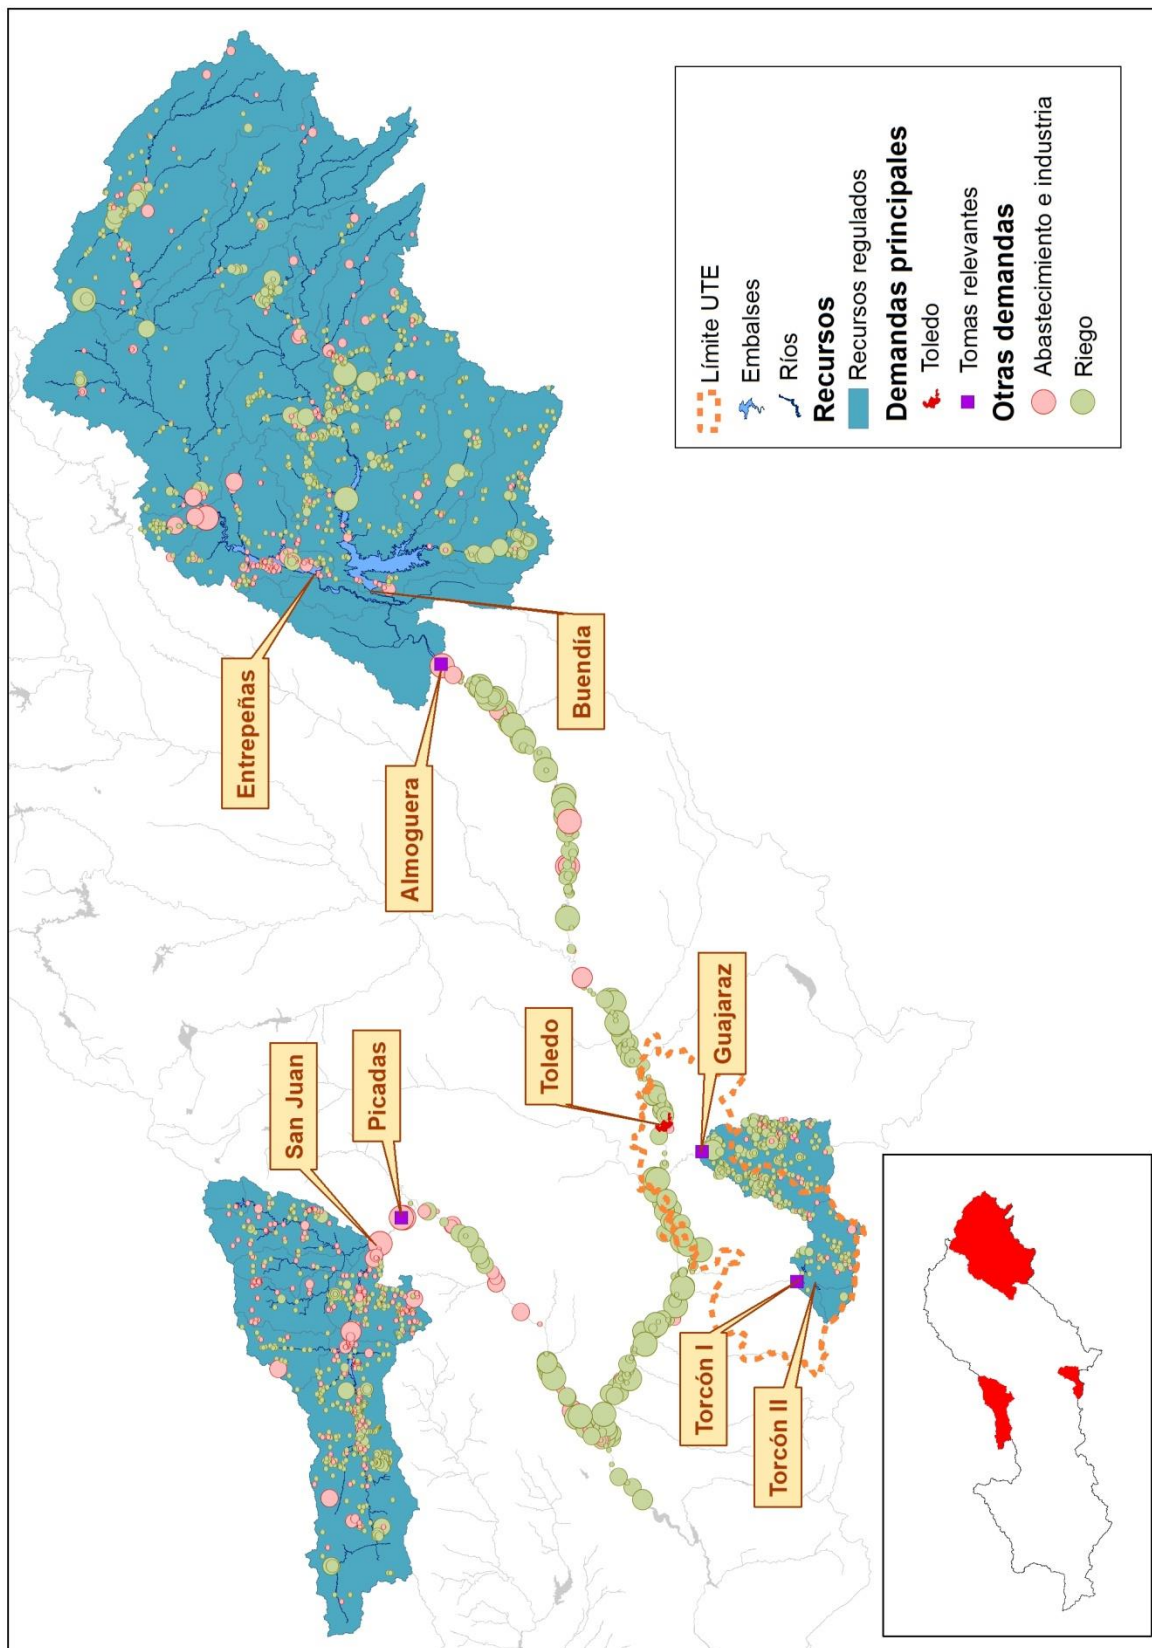 San Juan
Picadas
Entrepeñas
Almoguera
Buendía
Toledo
Guajaraz
Torcón I
Torcón II
Límite UTE
Embalses
Ríos
Recursos
Recursos regulados
Demandas principales
Toledo
Tomas relevantes
Otras demandas
Abastecimiento e industria
Riego